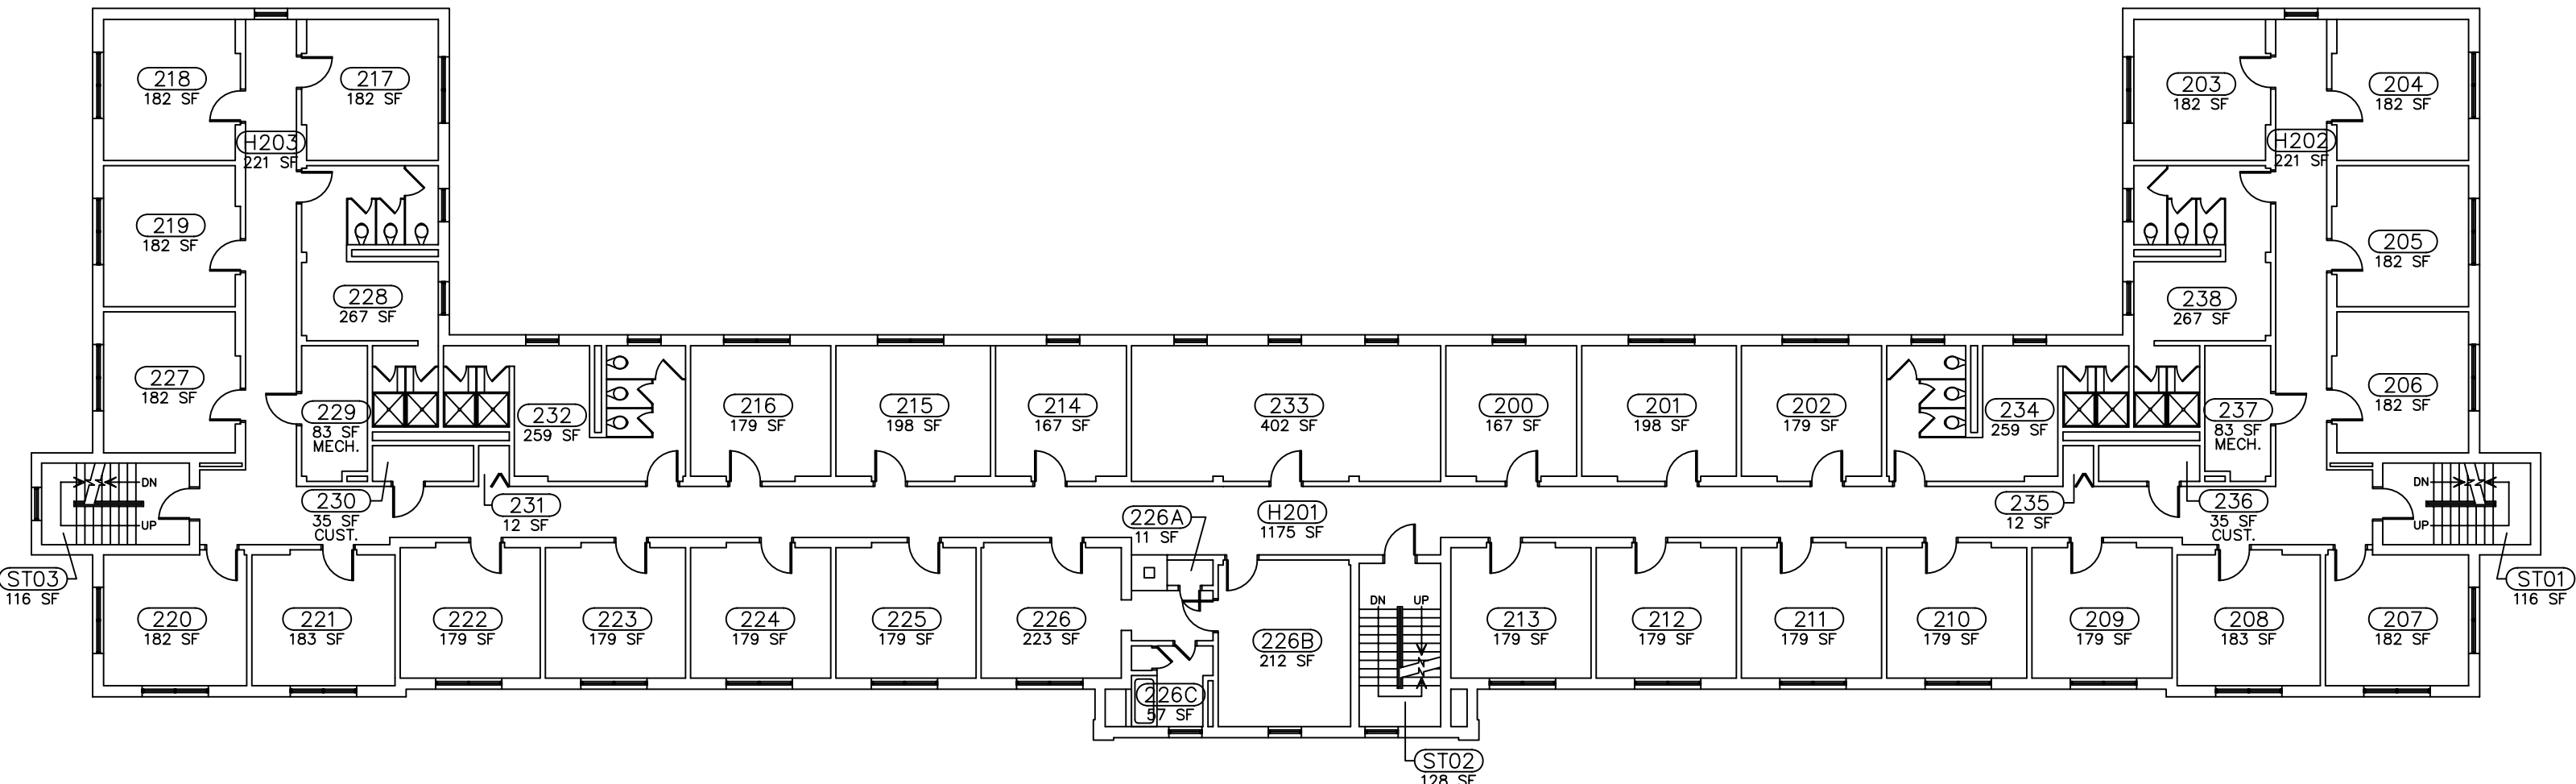 218
182 SF
217
182 SF
H203
221 SF
219
182 SF
228
267 SF
227
182 SF
229
83 SF
MECH.
232
259 SF
216
179 SF
215
198 SF
214
167 SF
233
402 SF
200
167 SF
201
198 SF
202
179 SF
234
259 SF
203
182 SF
204
182 SF
H202
221 SF
205
182 SF
238
267 SF
206
182 SF
237
83 SF
MECH.
DN
UP
ST03
116 SF
230
35 SF
CUST.
231
12 SF
226A
11 SF
H201
1175 SF
235
12 SF
236
35 SF
CUST.
DN
UP
ST01
116 SF
220
182 SF
221
183 SF
222
179 SF
223
179 SF
224
179 SF
225
179 SF
226
223 SF
226B
212 SF
226C
57 SF
DN
UP
ST02
128 SF
213
179 SF
212
179 SF
211
179 SF
210
179 SF
209
179 SF
208
183 SF
207
182 SF